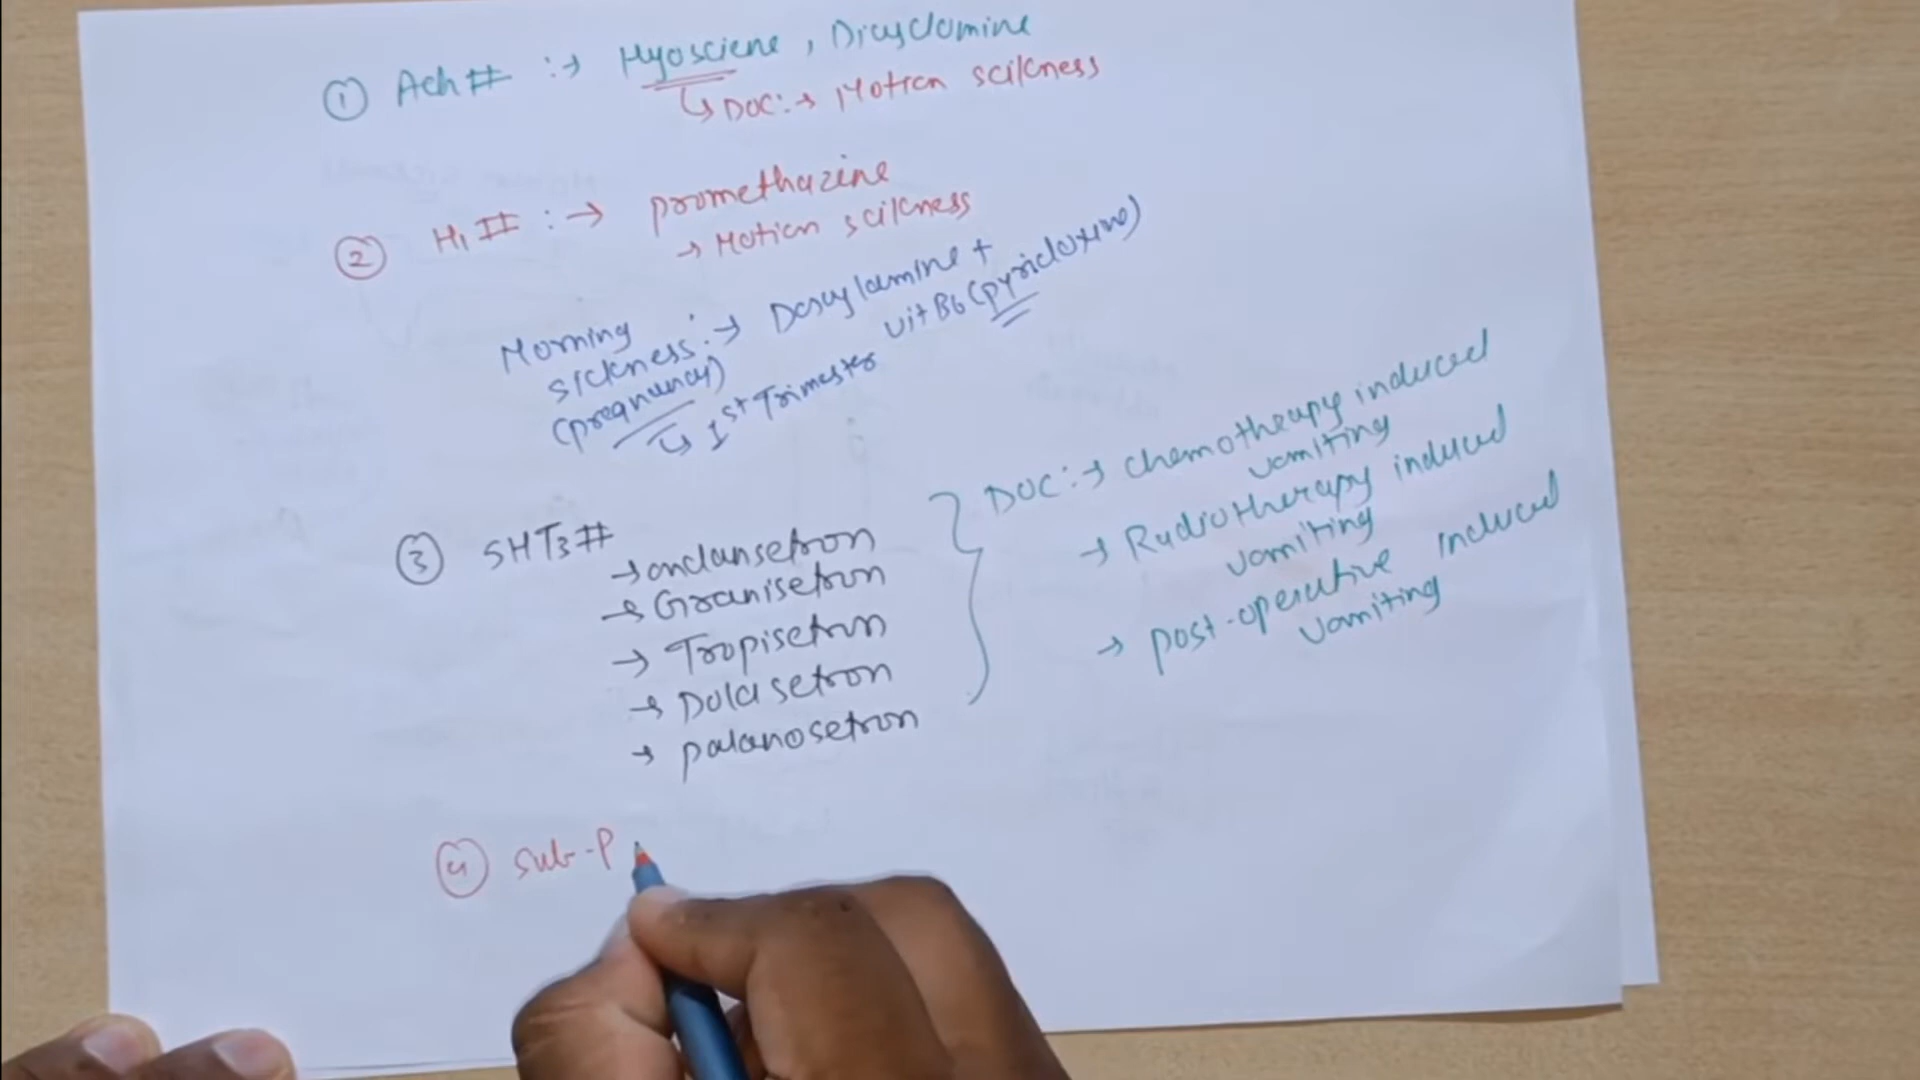 ① Ach # :→ Hyosciene, Dicyclomine
↳ DOC:→ Motion scikness
② H1 # :→ promethazine
→ Motion scikness
Morning sickness:→ Doxylamine +
(pregnancy) vit B6 (pyridoxine)
↳ 1st Trimester
③ 5HT3 #
→ ondansetron
→ Granisetron
→ Tropisetron
→ Dolasetron
→ palanosetron
DOC:→ chemotherapy induced
vomiting
→ Radiotherapy induced
vomiting
→ post-operative induced
vomiting
④ Sub-P